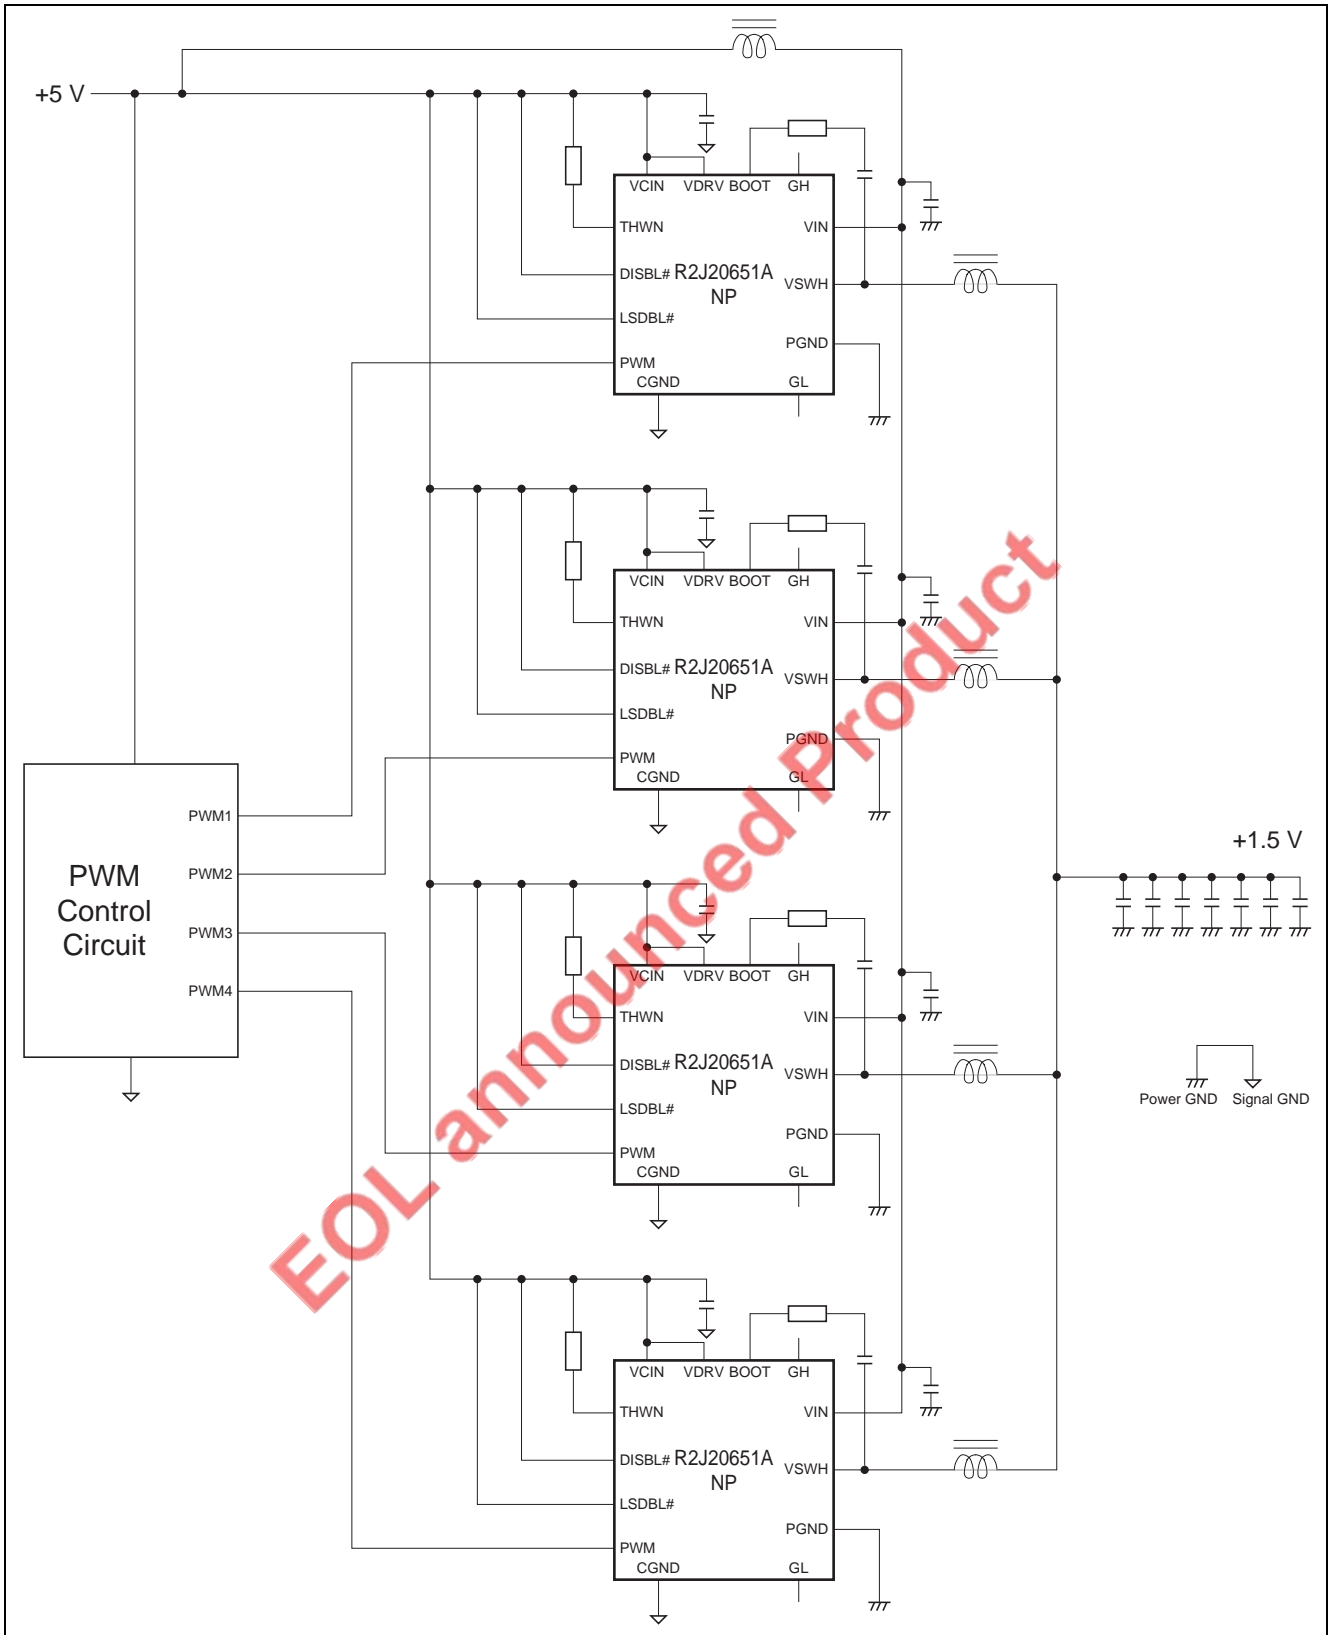 +5 V
VCIN VDRV BOOT GH
THWN VIN
DISBL# R2J20651A NP VSWH
LSDBL#
PGND
PWM
CGND GL
VCIN VDRV BOOT GH
THWN VIN
DISBL# R2J20651A NP VSWH
LSDBL#
PGND
PWM
CGND GL
PWM Control Circuit
PWM1
PWM2
PWM3
PWM4
+1.5 V
VCIN VDRV BOOT GH
THWN VIN
DISBL# R2J20651A NP VSWH
LSDBL#
PGND
PWM
CGND GL
Power GND Signal GND
VCIN VDRV BOOT GH
THWN VIN
DISBL# R2J20651A NP VSWH
LSDBL#
PGND
PWM
CGND GL
EOL announced Product